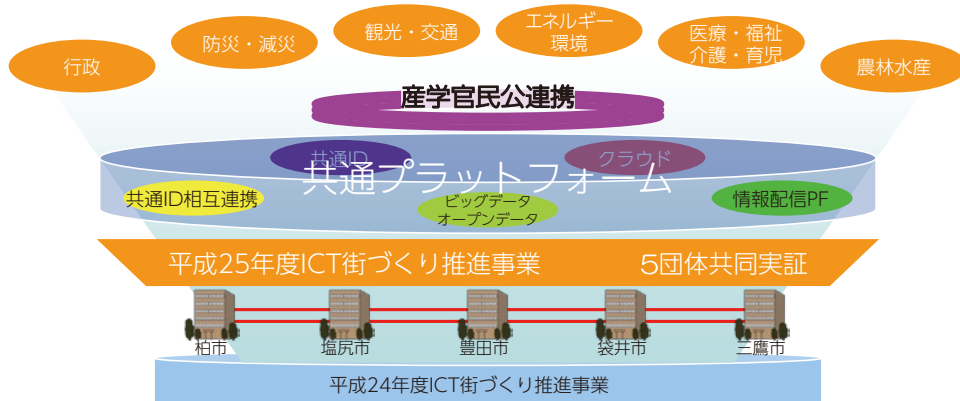 行政
防災・減災
観光・交通
エネルギー
環境
医療・福祉
介護・育児
農林水産
産学官民公連携
共通ID
クラウド
共通プラットフォーム
共通ID相互連携
ビッグデータ
オープンデータ
情報配信PF
平成25年度ICT街づくり推進事業 5団体共同実証
柏市
塩尻市
豊田市
袋井市
三鷹市
平成24年度ICT街づくり推進事業